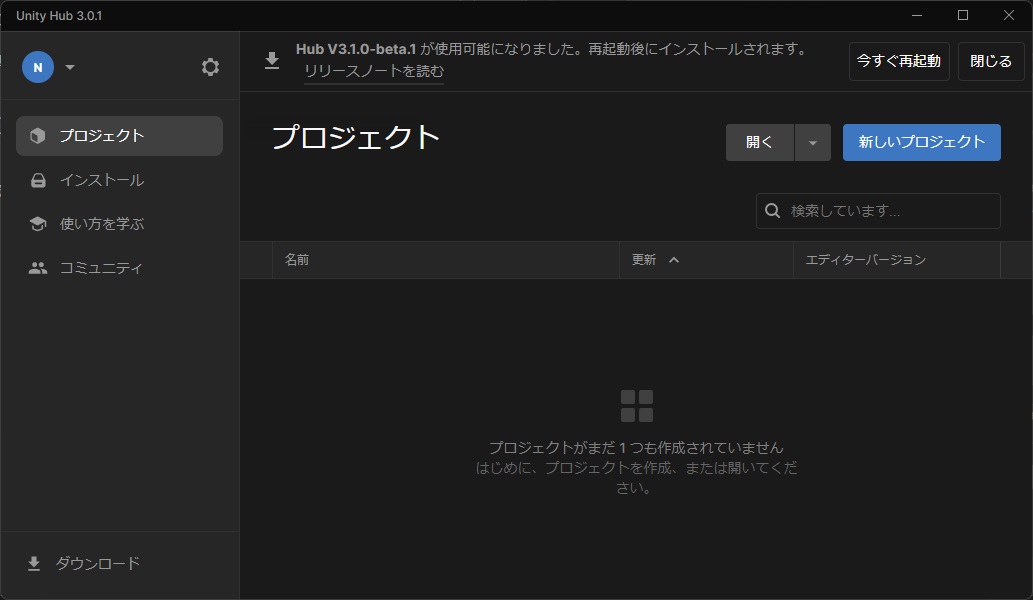 Unity Hub 3.0.1
N
Hub V3.1.0-beta.1 が使用可能になりました。再起動後にインストールされます。
リリースノートを読む
今すぐ再起動
閉じる
プロジェクト
インストール
使い方を学ぶ
コミュニティ
ダウンロード
プロジェクト
開く
新しいプロジェクト
検索しています...
名前
更新
エディターバージョン
プロジェクトがまだ 1 つも作成されていません
はじめに、プロジェクトを作成、または開いてくだ
さい。